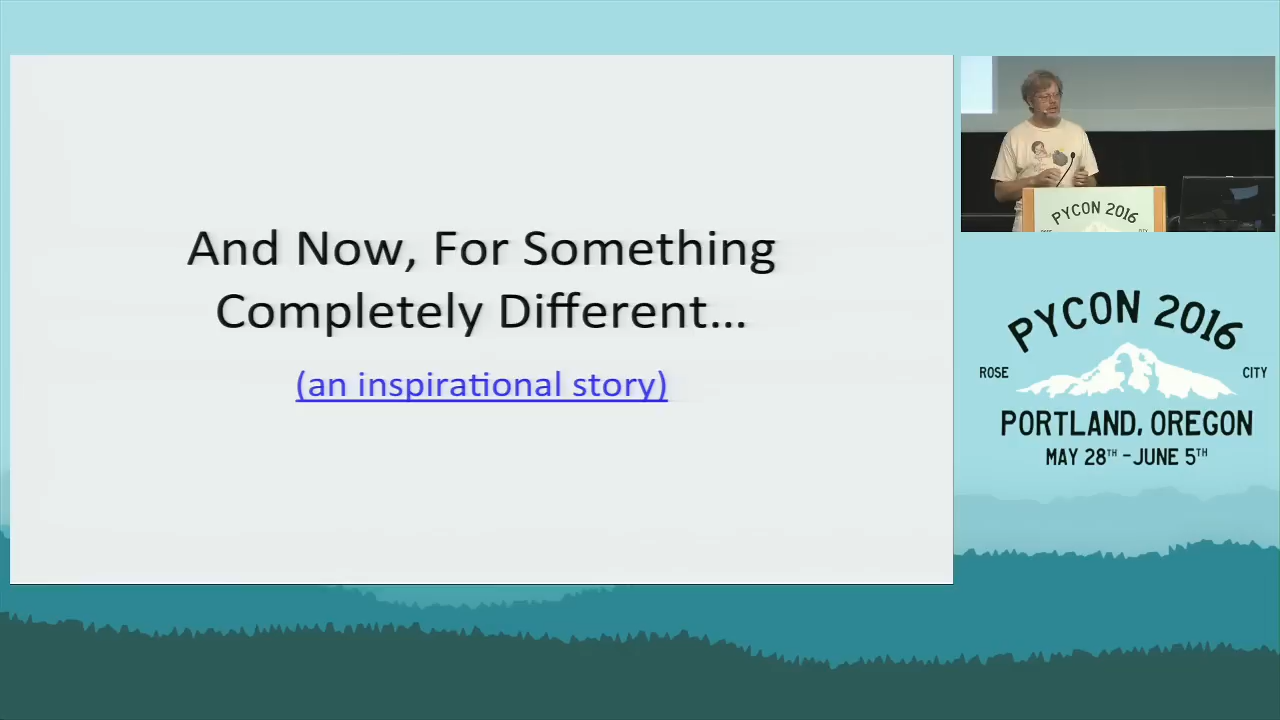 And Now, For Something
Completely Different...
(an inspirational story)
PYCON 2016
PYCON 2016
ROSE
CITY
PORTLAND, OREGON
MAY 28TH - JUNE 5TH